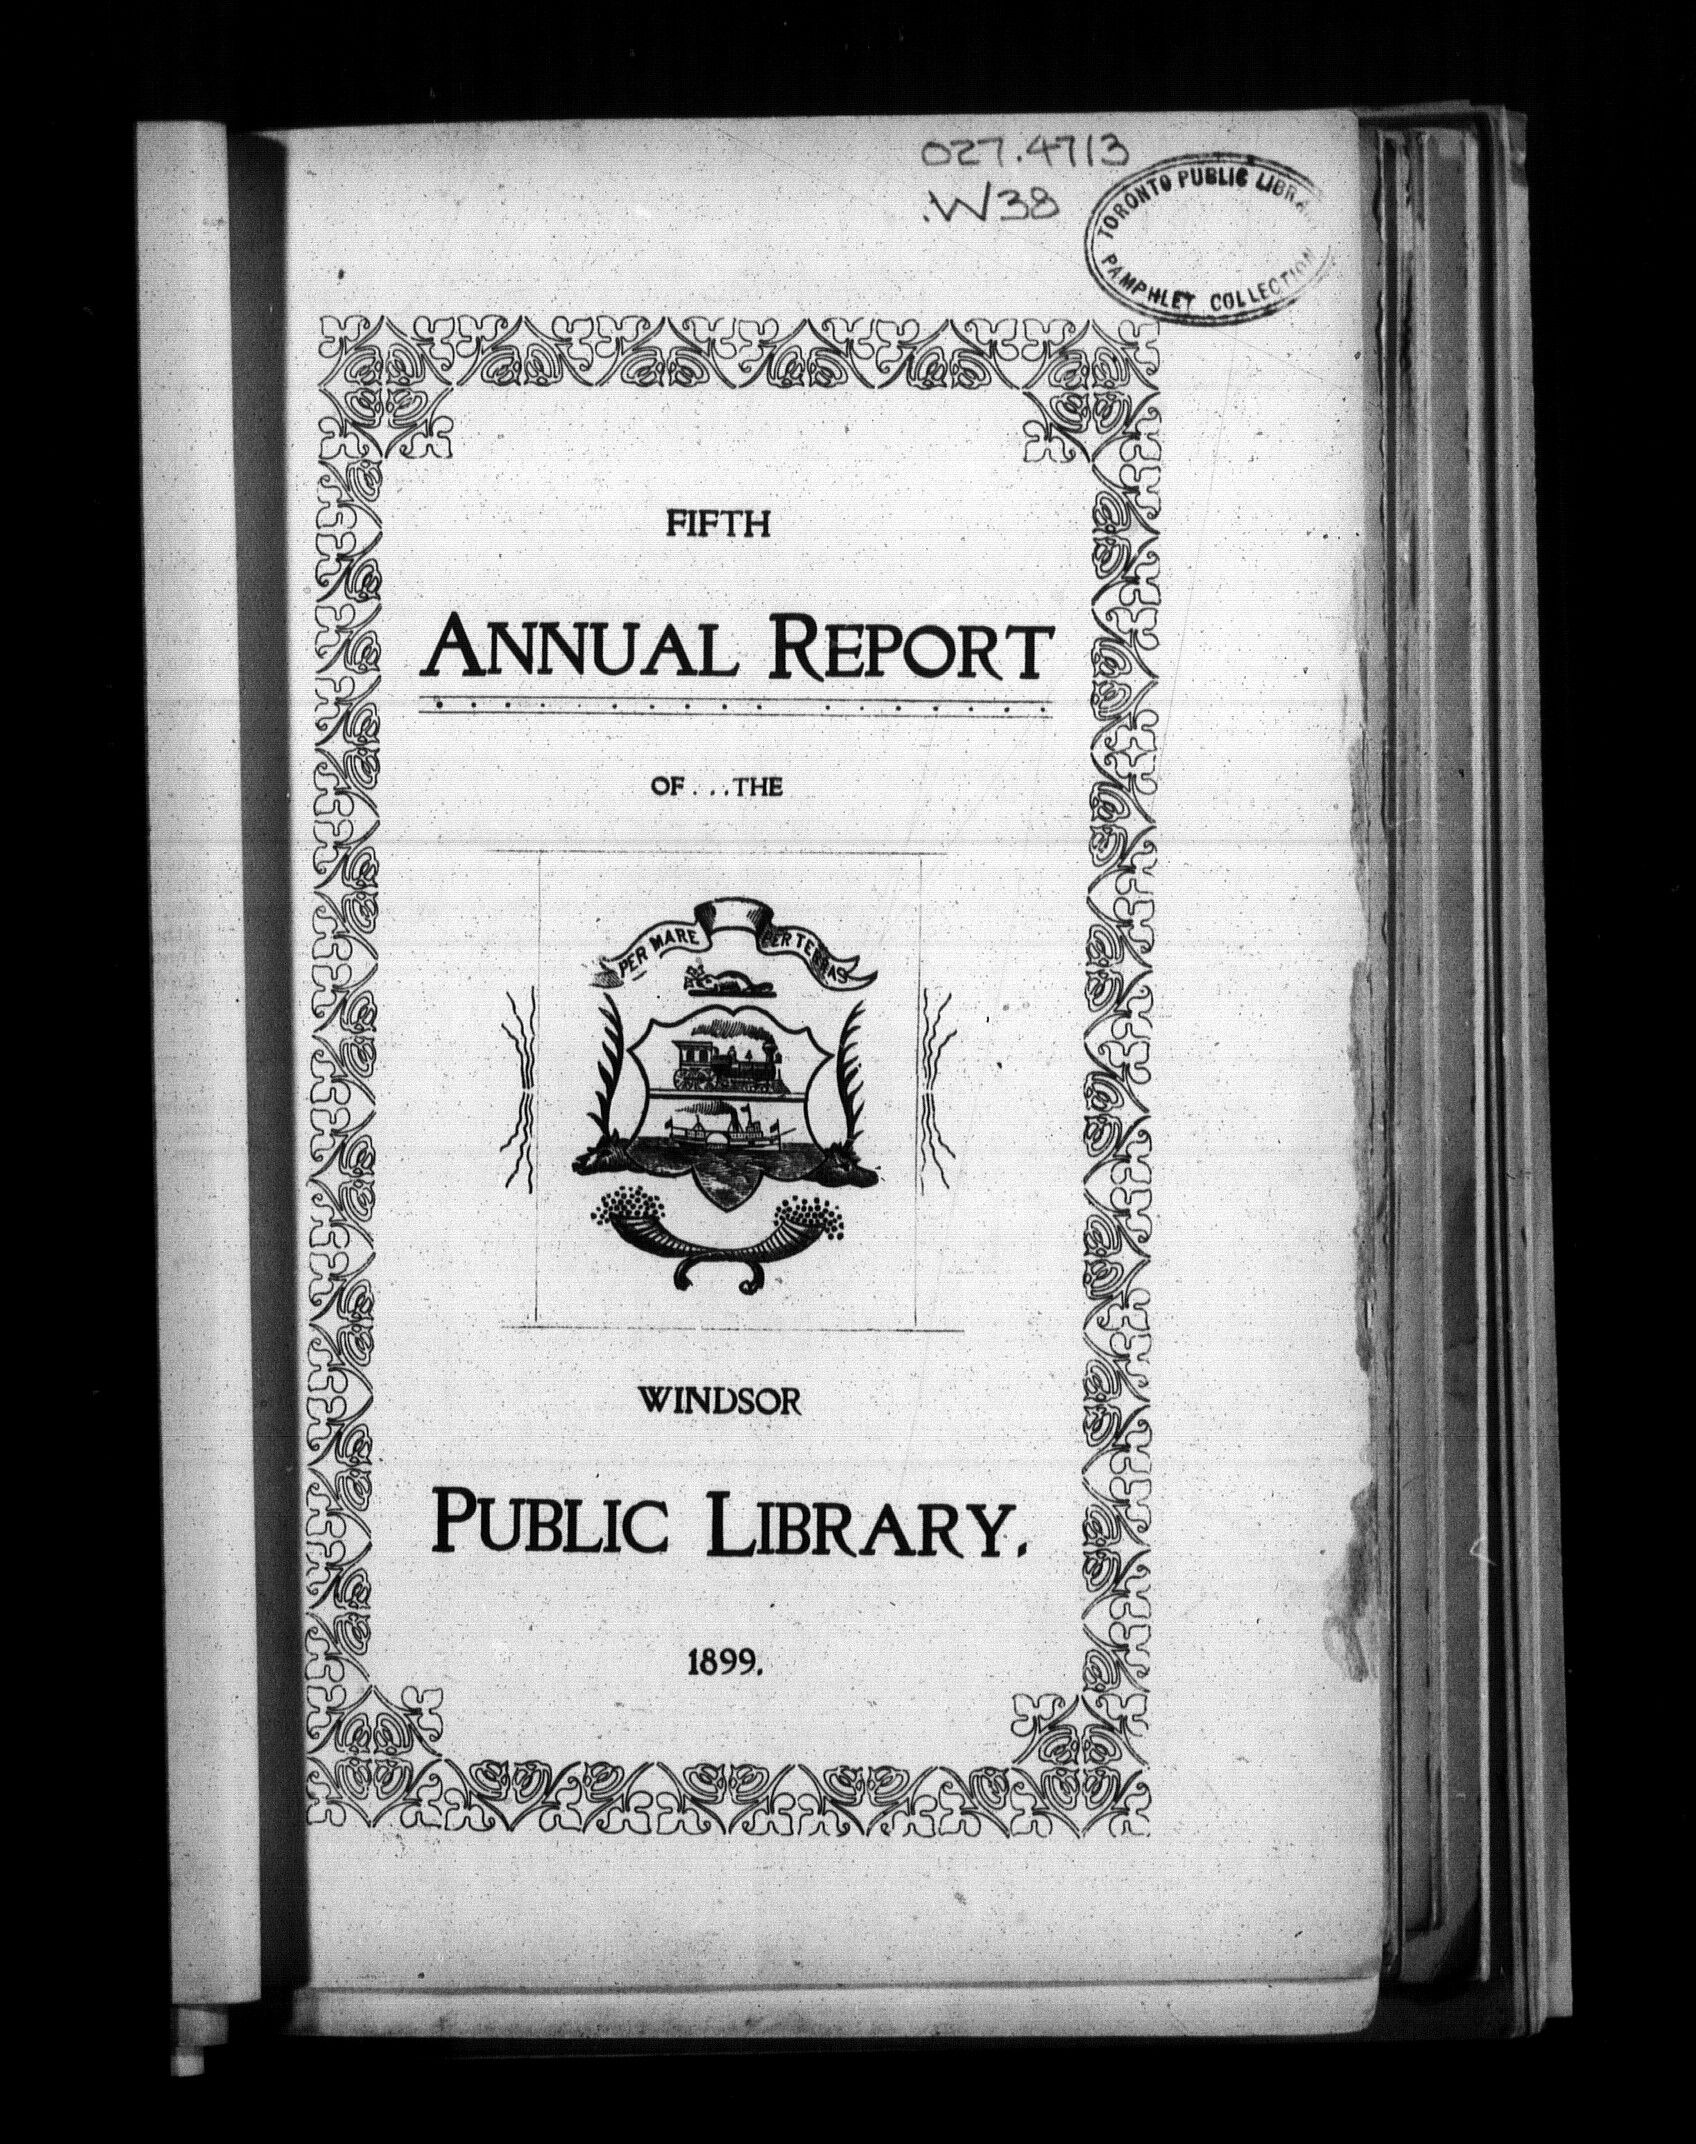 027.4713
.W38
TORONTO PUBLIC LIBRA
PAMPHLET COLLECTION
FIFTH
ANNUAL REPORT
OF...THE
PER MARE PER TERRAS
WINDSOR
PUBLIC LIBRARY.
1899.